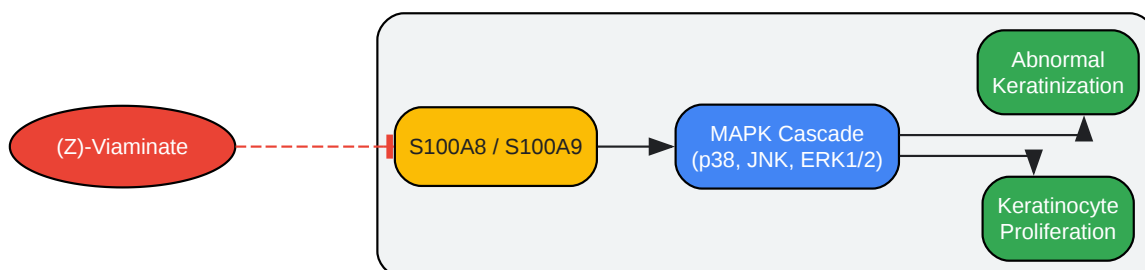 (Z)-Viaminate
S100A8 / S100A9
MAPK Cascade
(p38, JNK, ERK1/2)
Abnormal
Keratinization
Keratinocyte
Proliferation